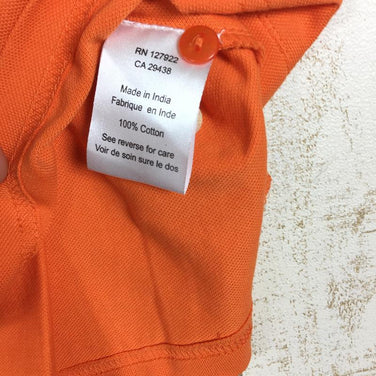 RN 127922
CA 29438
Made in India
Fabrique en Inde
100% Cotton
See reverse for care
Voir de soin sure le dos